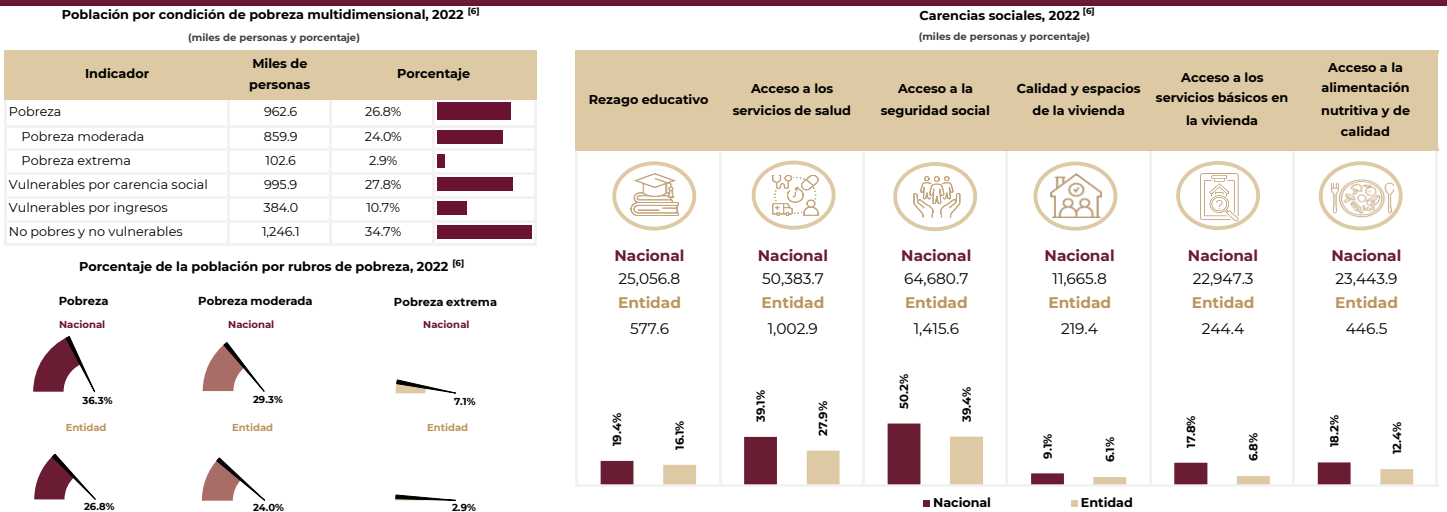 Población por condición de pobreza multidimensional, 2022 [6]
(miles de personas y porcentaje)
Indicador Miles de personas Porcentaje
Pobreza 962.6 26.8%
Pobreza moderada 859.9 24.0%
Pobreza extrema 102.6 2.9%
Vulnerables por carencia social 995.9 27.8%
Vulnerables por ingresos 384.0 10.7%
No pobres y no vulnerables 1,246.1 34.7%
Porcentaje de la población por rubros de pobreza, 2022 [6]
Pobreza Pobreza moderada Pobreza extrema
Nacional Nacional Nacional
36.3% 29.3% 7.1%
Entidad Entidad Entidad
26.8% 24.0% 2.9%
Carencias sociales, 2022 [6]
(miles de personas y porcentaje)
Rezago educativo
Acceso a los
servicios de salud
Acceso a la
seguridad social
Calidad y espacios
de la vivienda
Acceso a los
servicios básicos en
la vivienda
Acceso a la
alimentación
nutritiva y de
calidad
Nacional Nacional Nacional Nacional Nacional Nacional
25,056.8 50,383.7 64,680.7 11,665.8 22,947.3 23,443.9
Entidad Entidad Entidad Entidad Entidad Entidad
577.6 1,002.9 1,415.6 219.4 244.4 446.5
19.4% 16.1% 39.1% 27.9% 50.2% 39.4% 9.1% 6.1% 17.8% 6.8% 18.2% 12.4%
Nacional Entidad